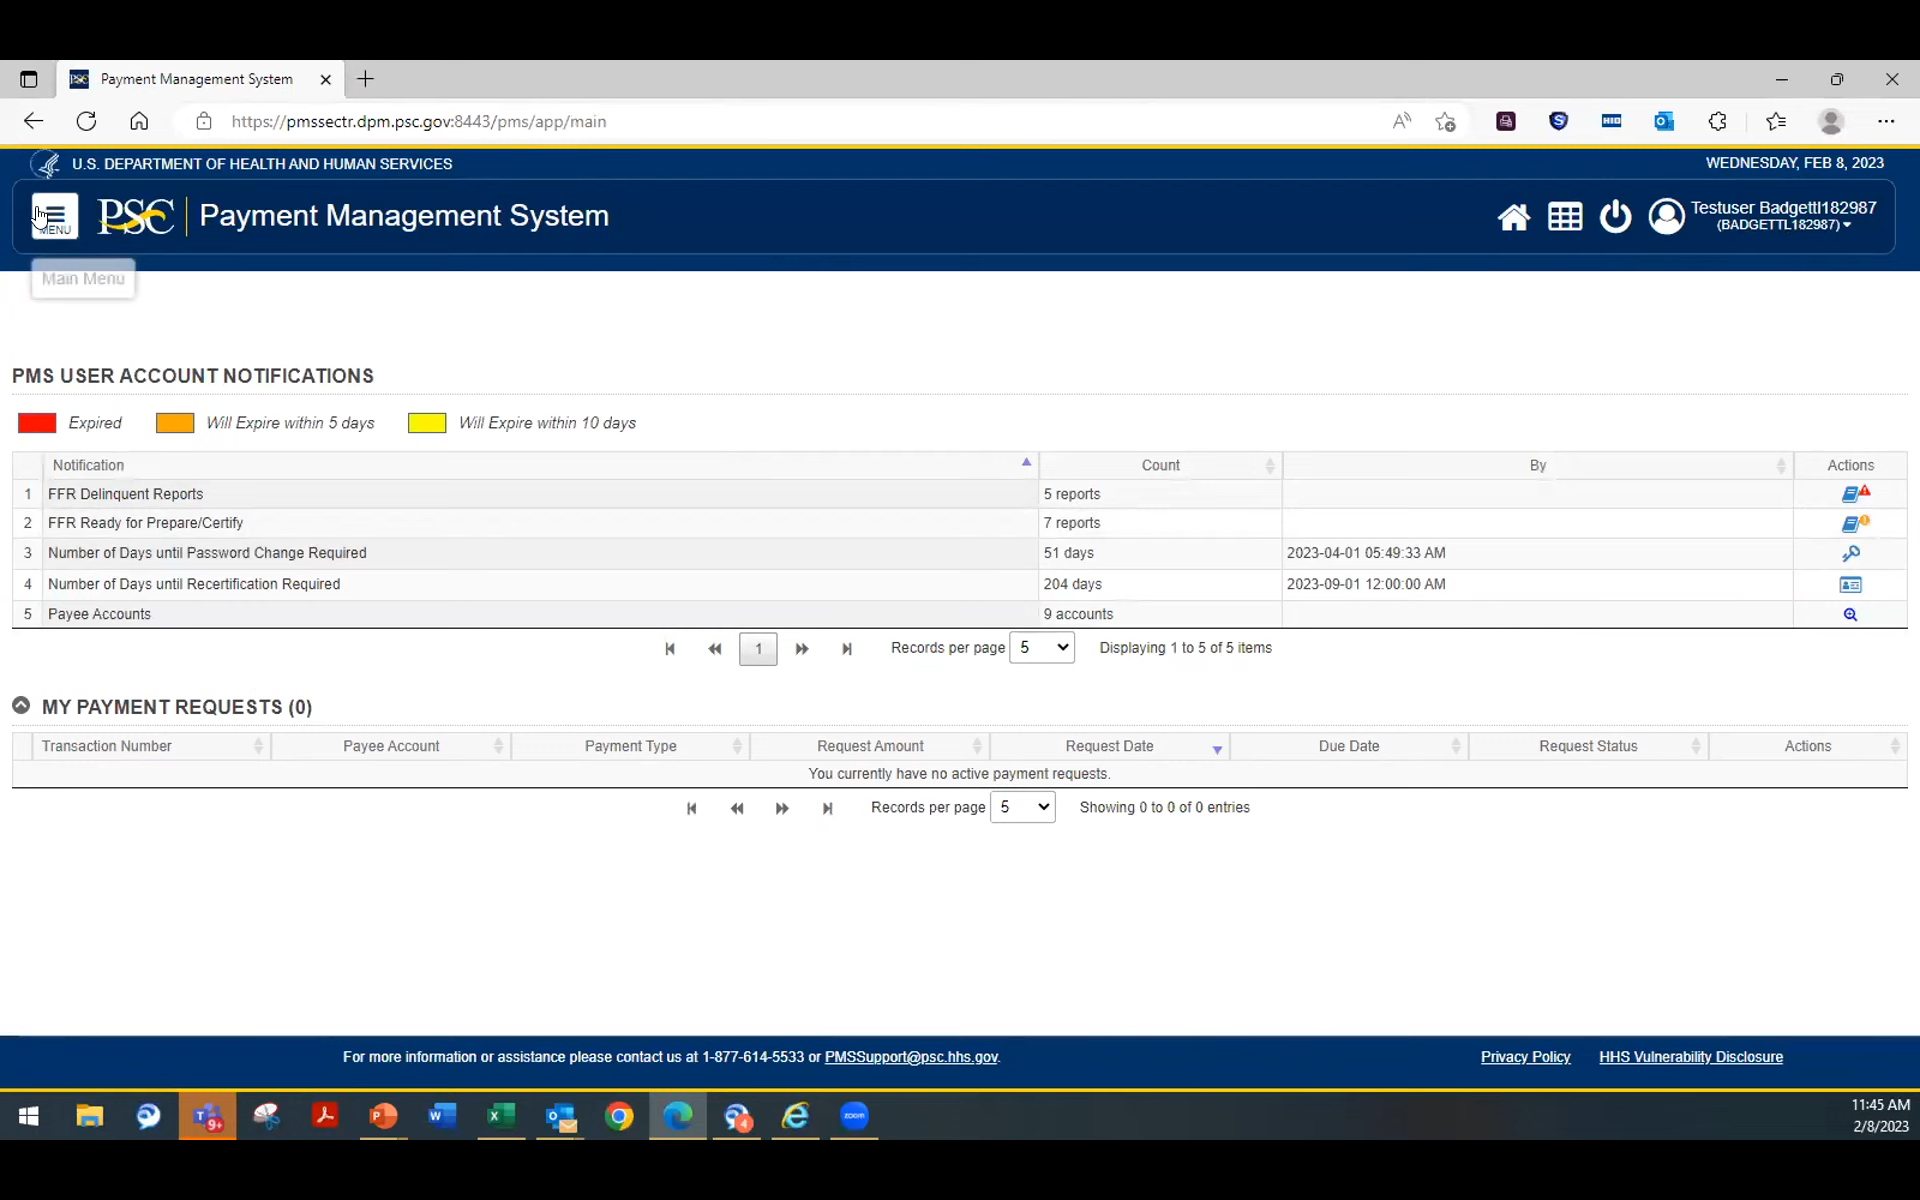 Payment Management System
https://pmssectr.dpm.psc.gov:8443/pms/app/main
U.S. DEPARTMENT OF HEALTH AND HUMAN SERVICES
WEDNESDAY, FEB 8, 2023
MENU
PSC
Payment Management System
Testuser Badgettl182987
(BADGETTL182987)
Main Menu
PMS USER ACCOUNT NOTIFICATIONS
Expired Will Expire within 5 days Will Expire within 10 days
Notification Count By Actions
1 FFR Delinquent Reports 5 reports
2 FFR Ready for Prepare/Certify 7 reports
3 Number of Days until Password Change Required 51 days 2023-04-01 05:49:33 AM
4 Number of Days until Recertification Required 204 days 2023-09-01 12:00:00 AM
5 Payee Accounts 9 accounts
1 Records per page 5 Displaying 1 to 5 of 5 items
MY PAYMENT REQUESTS (0)
Transaction Number Payee Account Payment Type Request Amount Request Date Due Date Request Status Actions
You currently have no active payment requests.
Records per page 5 Showing 0 to 0 of 0 entries
For more information or assistance please contact us at 1-877-614-5533 or PMSSupport@psc.hhs.gov.
Privacy Policy HHS Vulnerability Disclosure
11:45 AM
2/8/2023